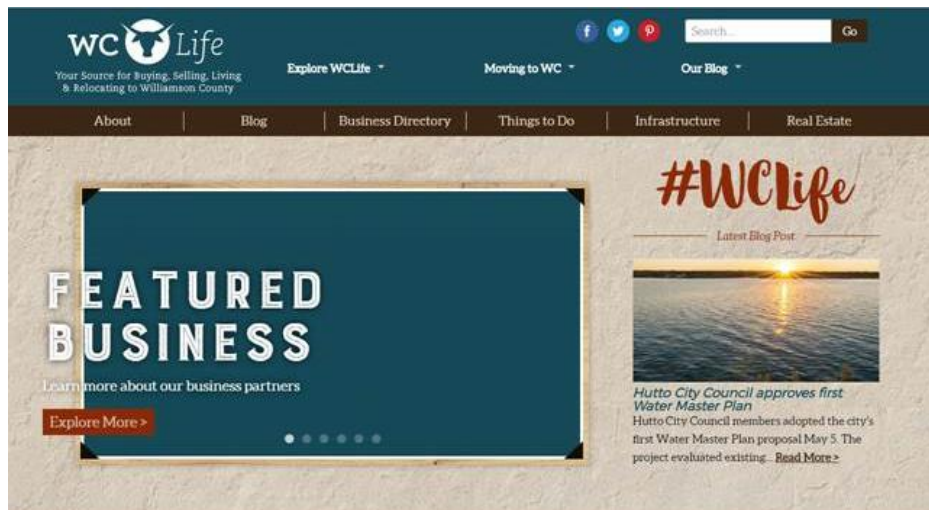 WC Life
Your Source for Buying, Selling, Living
& Relocating to Williamson County
Search...
Go
Explore WCLife
Moving to WC
Our Blog
About
Blog
Business Directory
Things to Do
Infrastructure
Real Estate
FEATURED
BUSINESS
Learn more about our business partners
Explore More >
#WCLife
Latest Blog Post
Hutto City Council approves first
Water Master Plan
Hutto City Council members adopted the city's
first Water Master Plan proposal May 5. The
project evaluated existing... Read More >